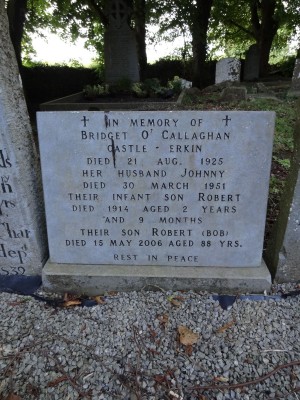 IN MEMORY OF
BRIDGET O' CALLAGHAN
CASTLE - ERKIN
DIED 21 AUG. 1925
HER HUSBAND JOHNNY
DIED 30 MARCH 1951
THEIR INFANT SON ROBERT
DIED 1914 AGED 2 YEARS
AND 9 MONTHS
THEIR SON ROBERT (BOB)
DIED 15 MAY 2006 AGED 88 YRS.
REST IN PEACE